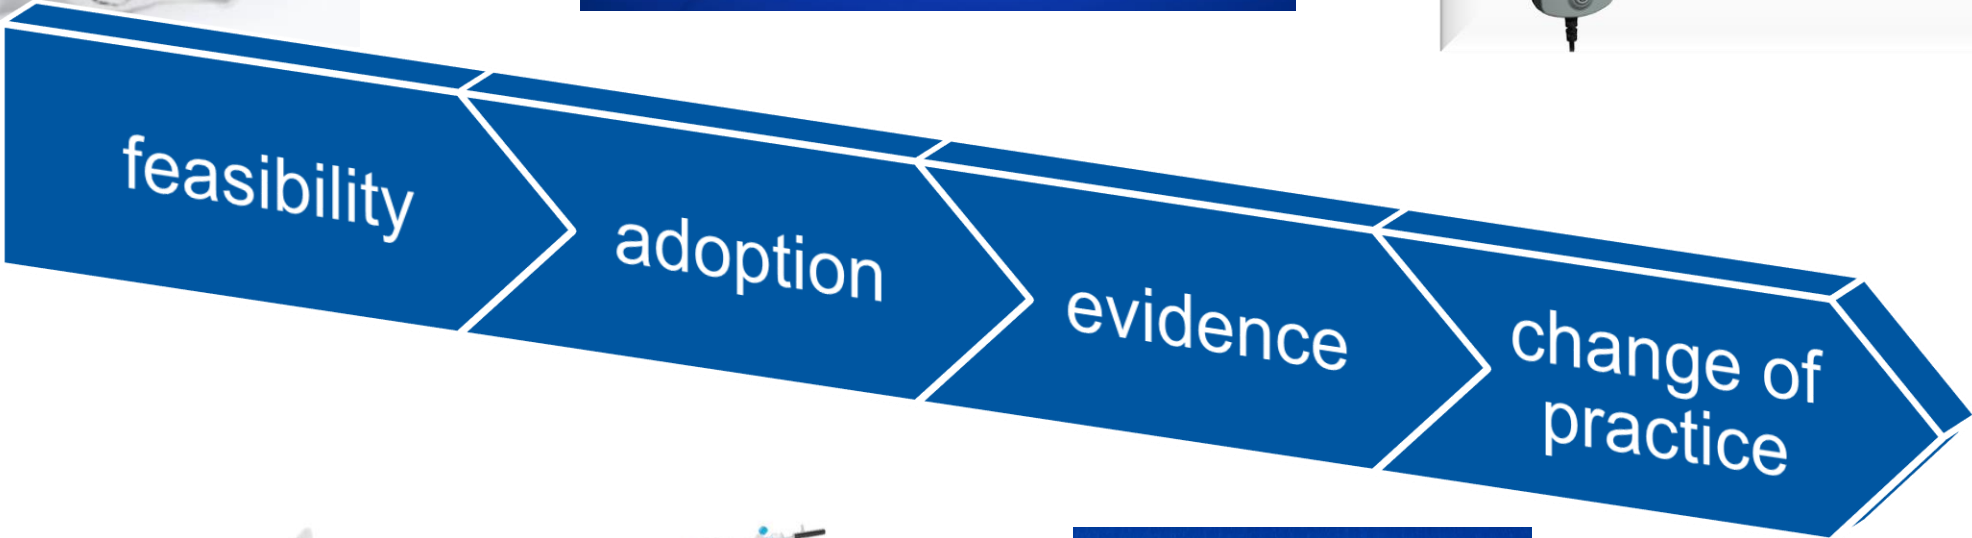 feasibility
adoption
evidence
change of
practice